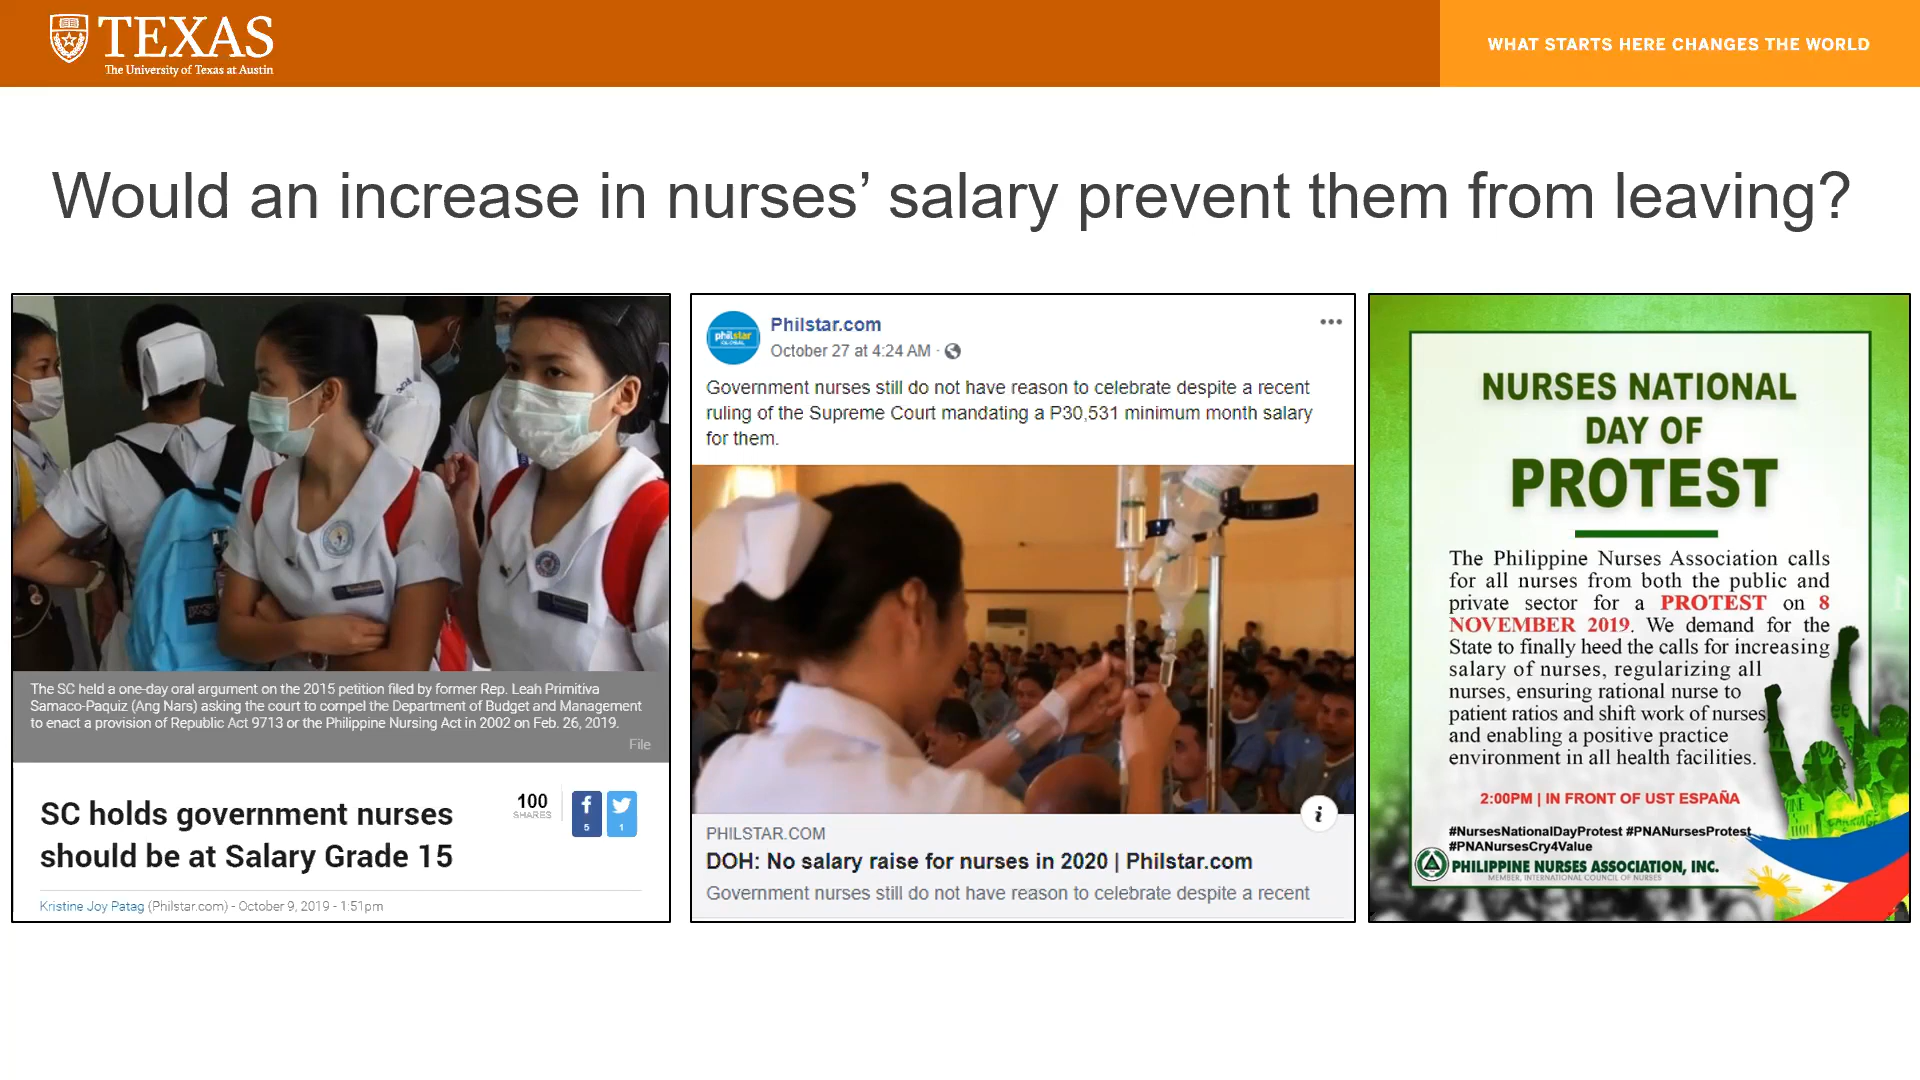 TEXAS
The University of Texas at Austin
WHAT STARTS HERE CHANGES THE WORLD
Would an increase in nurses’ salary prevent them from leaving?
The SC held a one-day oral argument on the 2015 petition filed by former Rep. Leah Primitiva
Samaco-Paquiz (Ang Nars) asking the court to compel the Department of Budget and Management
to enact a provision of Republic Act 9713 or the Philippine Nursing Act in 2002 on Feb. 26, 2019.
File
SC holds government nurses
should be at Salary Grade 15
100
SHARES
5
1
Kristine Joy Patag (Philstar.com) - October 9, 2019 - 1:51pm
philstar
GLOBAL
Philstar.com
October 27 at 4:24 AM ·
Government nurses still do not have reason to celebrate despite a recent
ruling of the Supreme Court mandating a P30,531 minimum month salary
for them.
PHILSTAR.COM
DOH: No salary raise for nurses in 2020 | Philstar.com
Government nurses still do not have reason to celebrate despite a recent
NURSES NATIONAL
DAY OF
PROTEST
The Philippine Nurses Association calls
for all nurses from both the public and
private sector for a PROTEST on 8
NOVEMBER 2019. We demand for the
State to finally heed the calls for increasing
salary of nurses, regularizing all
nurses, ensuring rational nurse to
patient ratios and shift work of nurses
and enabling a positive practice
environment in all health facilities.
2:00PM | IN FRONT OF UST ESPAÑA
#NursesNationalDayProtest #PNANursesProtest
#PNANursesCry4Value
PHILIPPINE NURSES ASSOCIATION, INC.
MEMBER, INTERNATIONAL COUNCIL OF NURSES